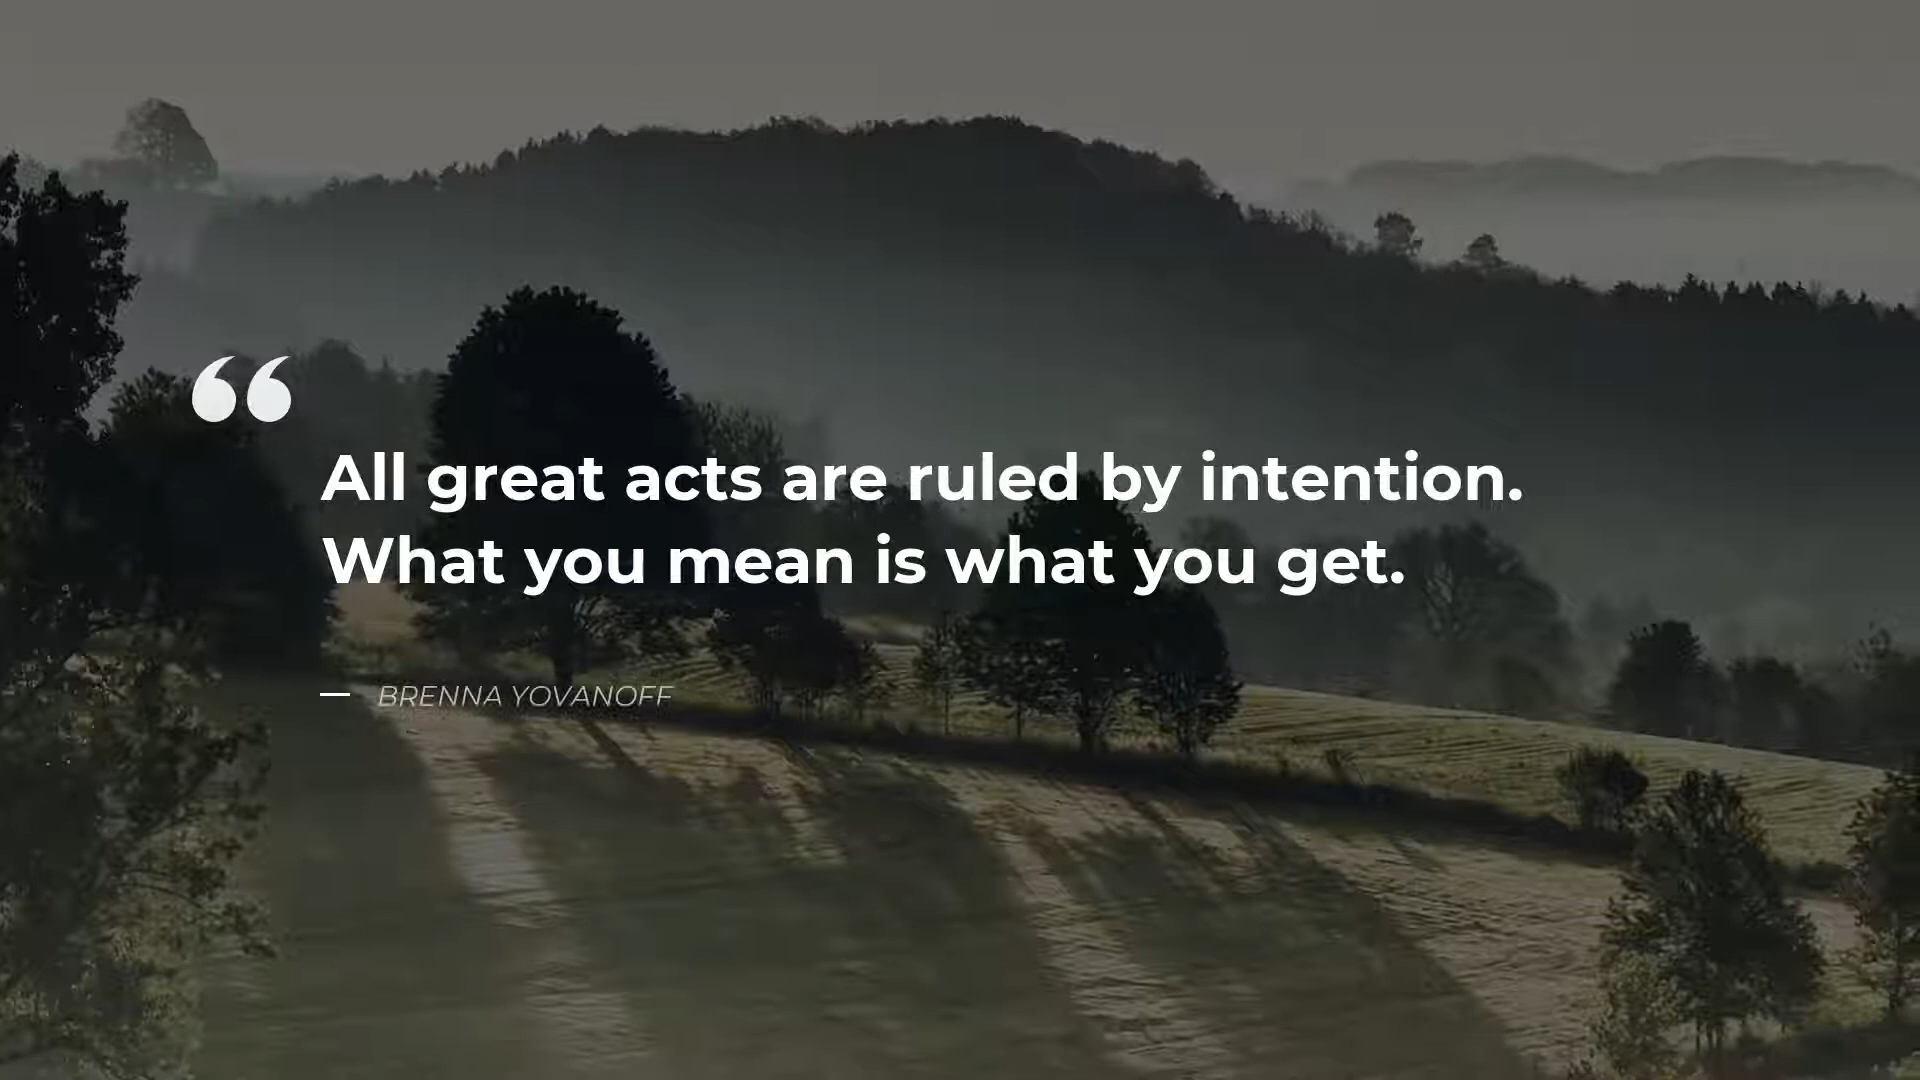 “
All great acts are ruled by intention.
What you mean is what you get.
— BRENNA YOVANOFF